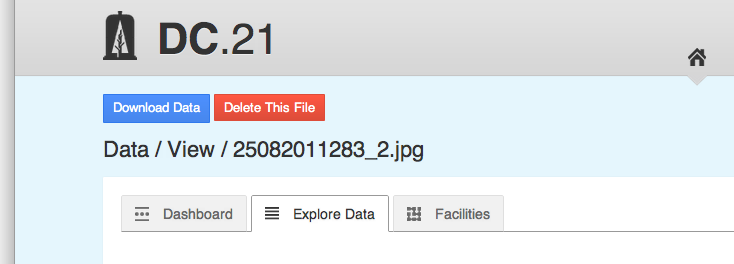 DC.21
Download Data Delete This File
Data / View / 25082011283_2.jpg
Dashboard Explore Data Facilities